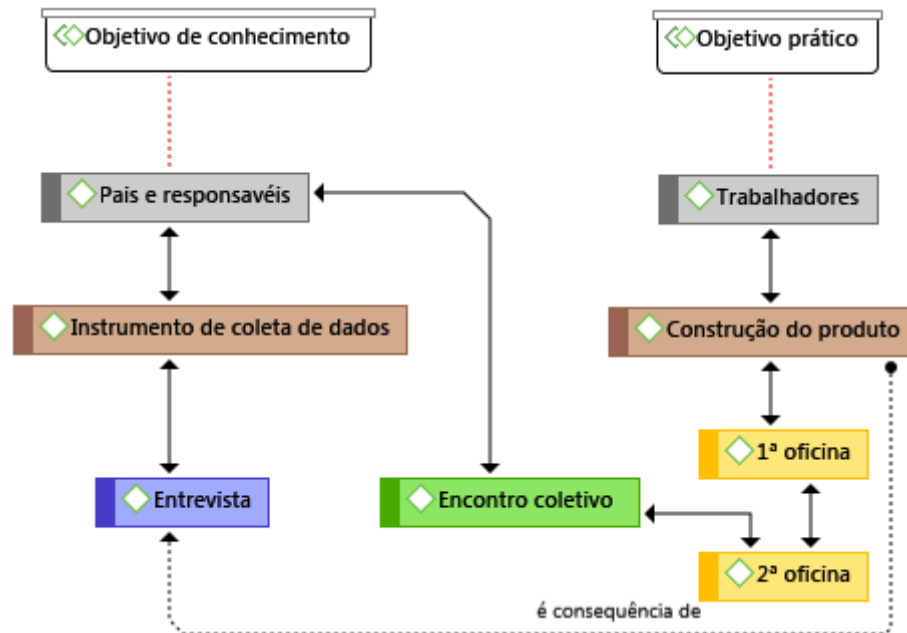 Objetivo de conhecimento
Objetivo prático
Pais e responsavéis
Trabalhadores
Instrumento de coleta de dados
Construção do produto
1ª oficina
Entrevista
Encontro coletivo
2ª oficina
é consequência de